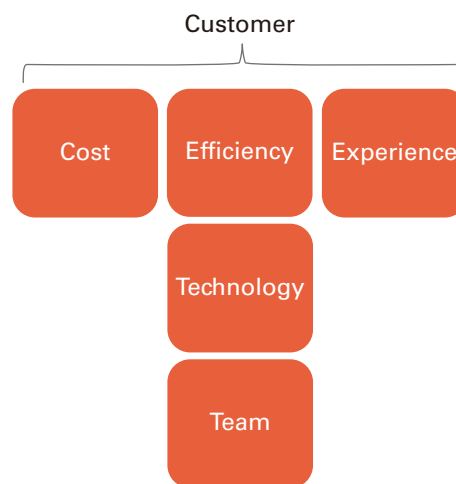 Customer
Cost
Efficiency
Experience
Technology
Team